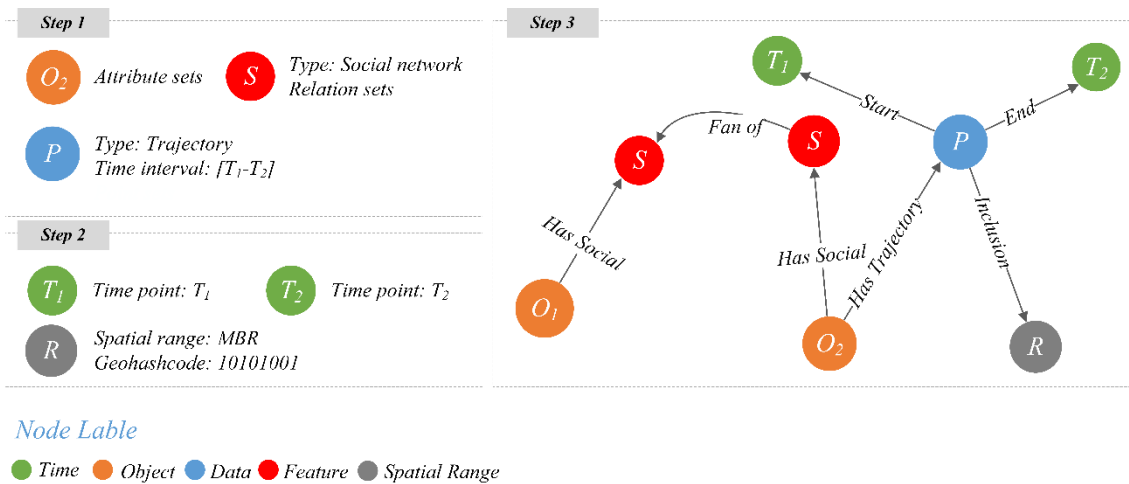 Step 1
O2
Attribute sets
S
Type: Social network
Relation sets
P
Type: Trajectory
Time interval: [T1-T2]
Step 2
T1
Time point: T1
T2
Time point: T2
R
Spatial range: MBR
Geohashcode: 10101001
Step 3
T1
T2
Start
End
Fan of
S
S
P
Has Social
Has Social
Has Trajectory
Inclusion
O1
O2
R
Node Lable
Time
Object
Data
Feature
Spatial Range